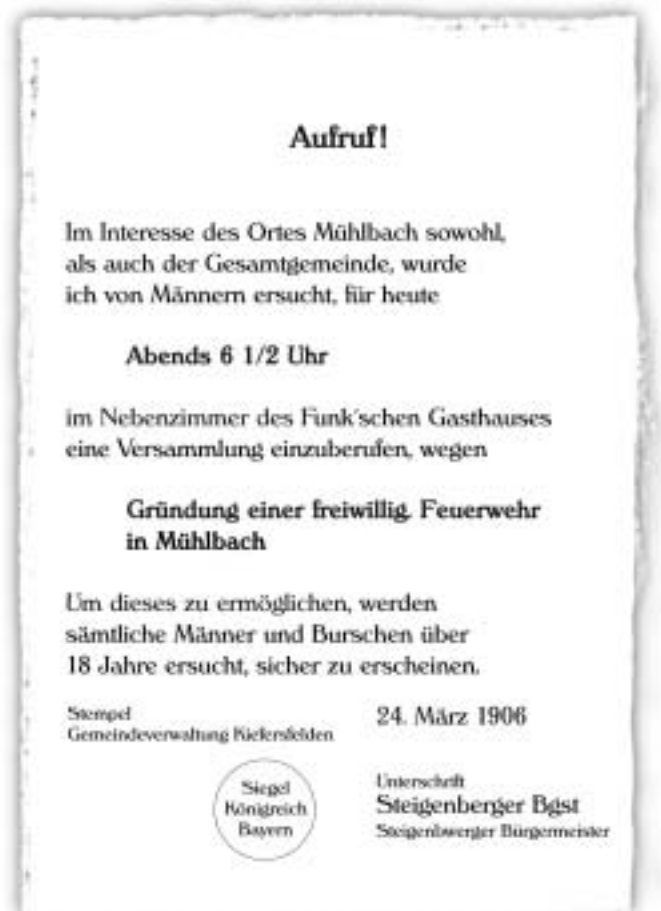 Aufruf!
Im Interesse des Ortes Mühlbach sowohl,
als auch der Gesamtgemeinde, wurde
ich von Männern ersucht, für heute
Abends 6 1/2 Uhr
im Nebenzimmer des Funk´schen Gasthauses
eine Versammlung einzuberufen, wegen
Gründung einer freiwillig. Feuerwehr
in Mühlbach
Um dieses zu ermöglichen, werden
sämtliche Männer und Burschen über
18 Jahre ersucht, sicher zu erscheinen.
Stempel
Gemeindeverwaltung Kiefersfelden
24. März 1906
Siegel
Königreich
Bayern
Unterschrift
Steigenberger Bgst
Steigenbwerger Bürgermeister